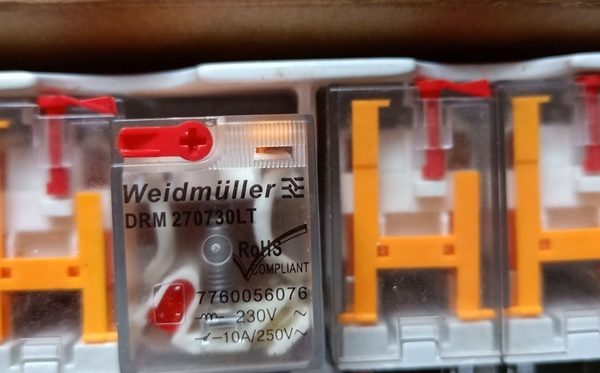 Weidmüller
DRM 270730LT
RoHS
COMPLIANT
7760056076
230V ~
10A/250V~